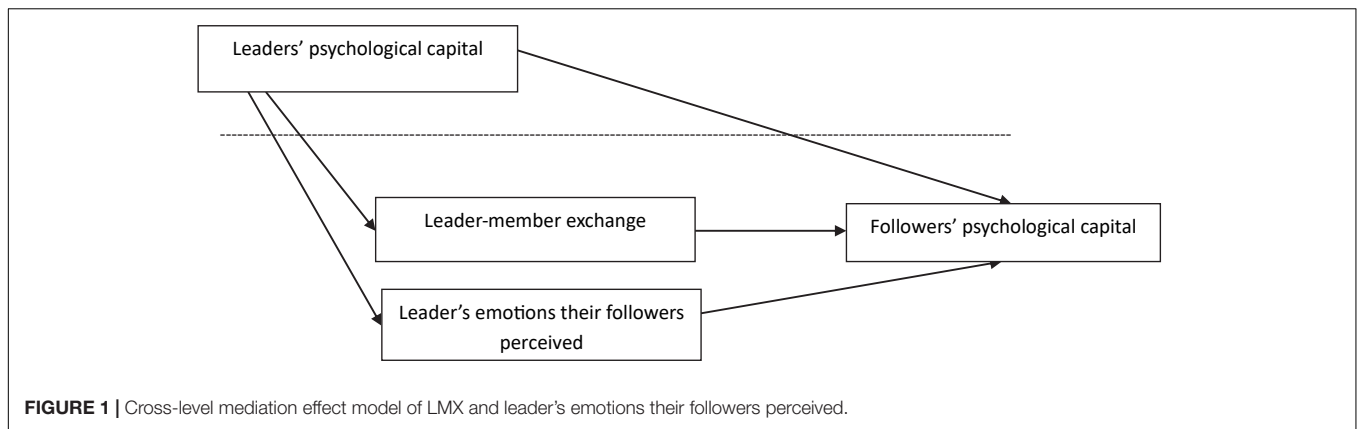 Leaders’ psychological capital
Leader-member exchange
Followers’ psychological capital
Leader’s emotions their followers
perceived
FIGURE 1 | Cross-level mediation effect model of LMX and leader’s emotions their followers perceived.